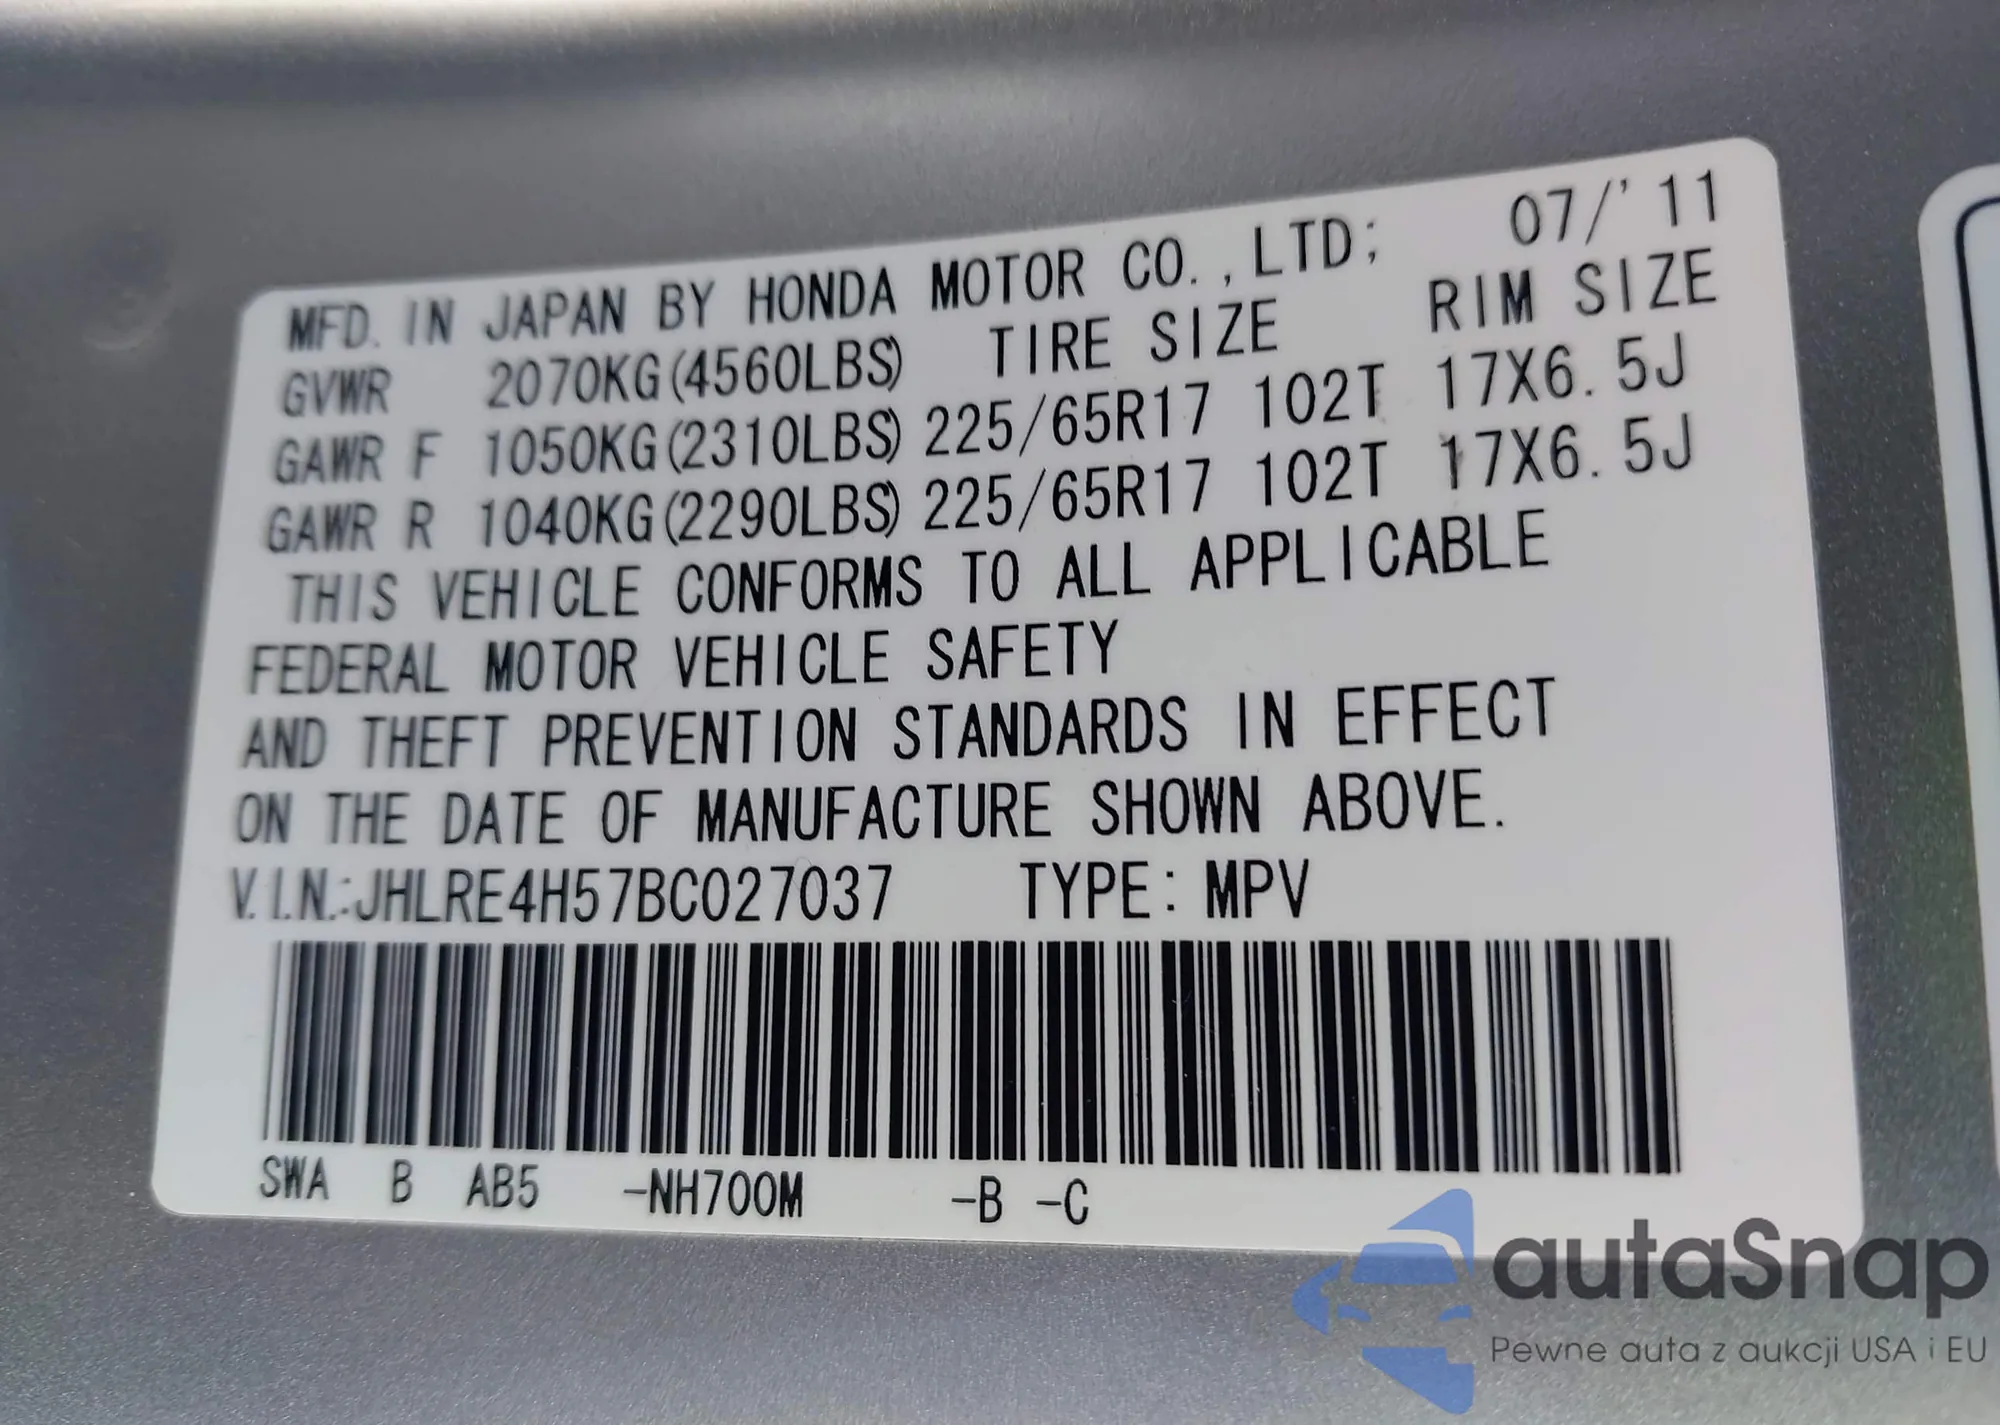 MFD. IN JAPAN BY HONDA MOTOR CO.,LTD; 07/'11
GVWR 2070KG(4560LBS) TIRE SIZE RIM SIZE
GAWR F 1050KG(2310LBS) 225/65R17 102T 17X6.5J
GAWR R 1040KG(2290LBS) 225/65R17 102T 17X6.5J
THIS VEHICLE CONFORMS TO ALL APPLICABLE
FEDERAL MOTOR VEHICLE SAFETY
AND THEFT PREVENTION STANDARDS IN EFFECT
ON THE DATE OF MANUFACTURE SHOWN ABOVE.
V.I.N.:JHLRE4H57BC027037 TYPE: MPV
SWA B AB5 -NH700M -B -C
autaSnap
Pewne auta z aukcji USA i EU